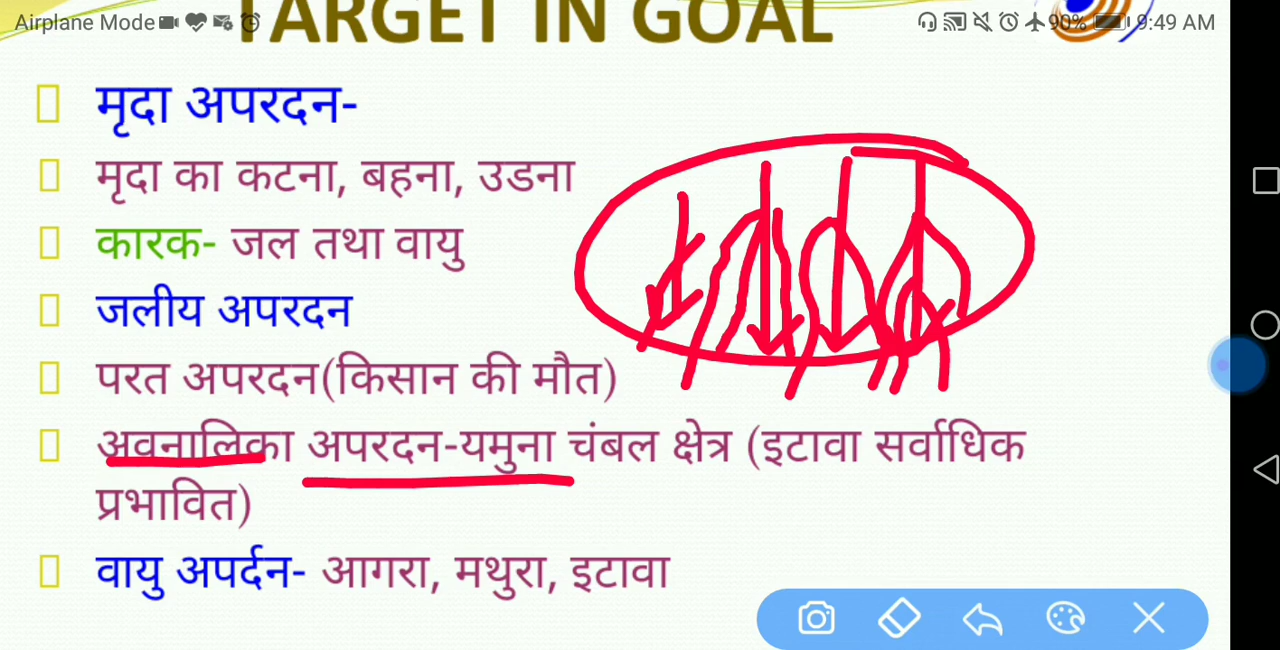 Airplane Mode 90% 9:49 AM
TARGET IN GOAL
मृदा अपरदन-
मृदा का कटना, बहना, उडना
कारक- जल तथा वायु
जलीय अपरदन
परत अपरदन(किसान की मौत)
अवनालिका अपरदन-यमुना चंबल क्षेत्र (इटावा सर्वाधिक
प्रभावित)
वायु अपर्दन- आगरा, मथुरा, इटावा